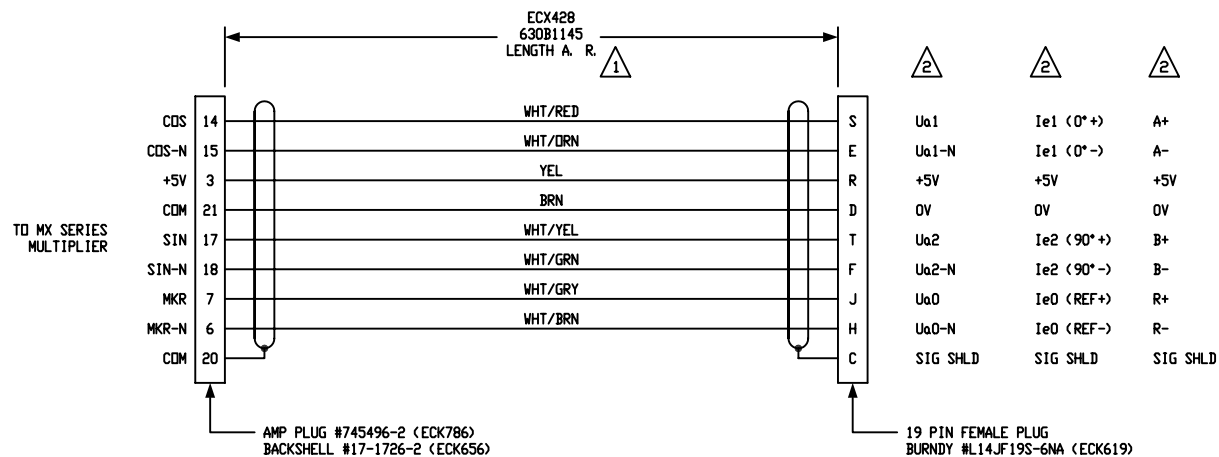 ECX428
630B1145
LENGTH A. R.
1
2 2 2
COS 14 WHT/RED S Ua1 Ie1 (0°+) A+
COS-N 15 WHT/ORN E Ua1-N Ie1 (0°-) A-
+5V 3 YEL R +5V +5V +5V
COM 21 BRN D 0V 0V 0V
TO MX SERIES
MULTIPLIER
SIN 17 WHT/YEL T Ua2 Ie2 (90°+) B+
SIN-N 18 WHT/GRN F Ua2-N Ie2 (90°-) B-
MKR 7 WHT/GRY J Ua0 Ie0 (REF+) R+
MKR-N 6 WHT/BRN H Ua0-N Ie0 (REF-) R-
COM 20 C SIG SHLD SIG SHLD SIG SHLD
AMP PLUG #745496-2 (ECK786)
BACKSHELL #17-1726-2 (ECK656)
19 PIN FEMALE PLUG
BURNDY #L14JF19S-6NA (ECK619)